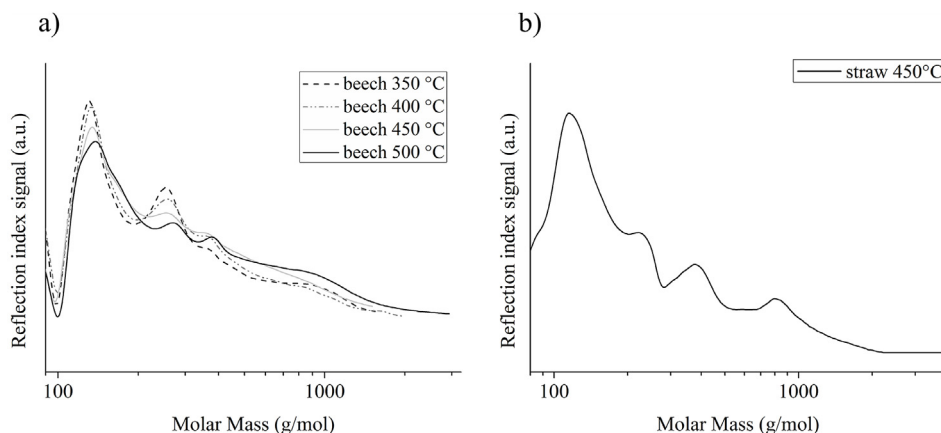 a)
b)
beech 350 °C
beech 400 °C
beech 450 °C
beech 500 °C
straw 450°C
Reflection index signal (a.u.)
Reflection index signal (a.u.)
100
1000
100
1000
Molar Mass (g/mol)
Molar Mass (g/mol)